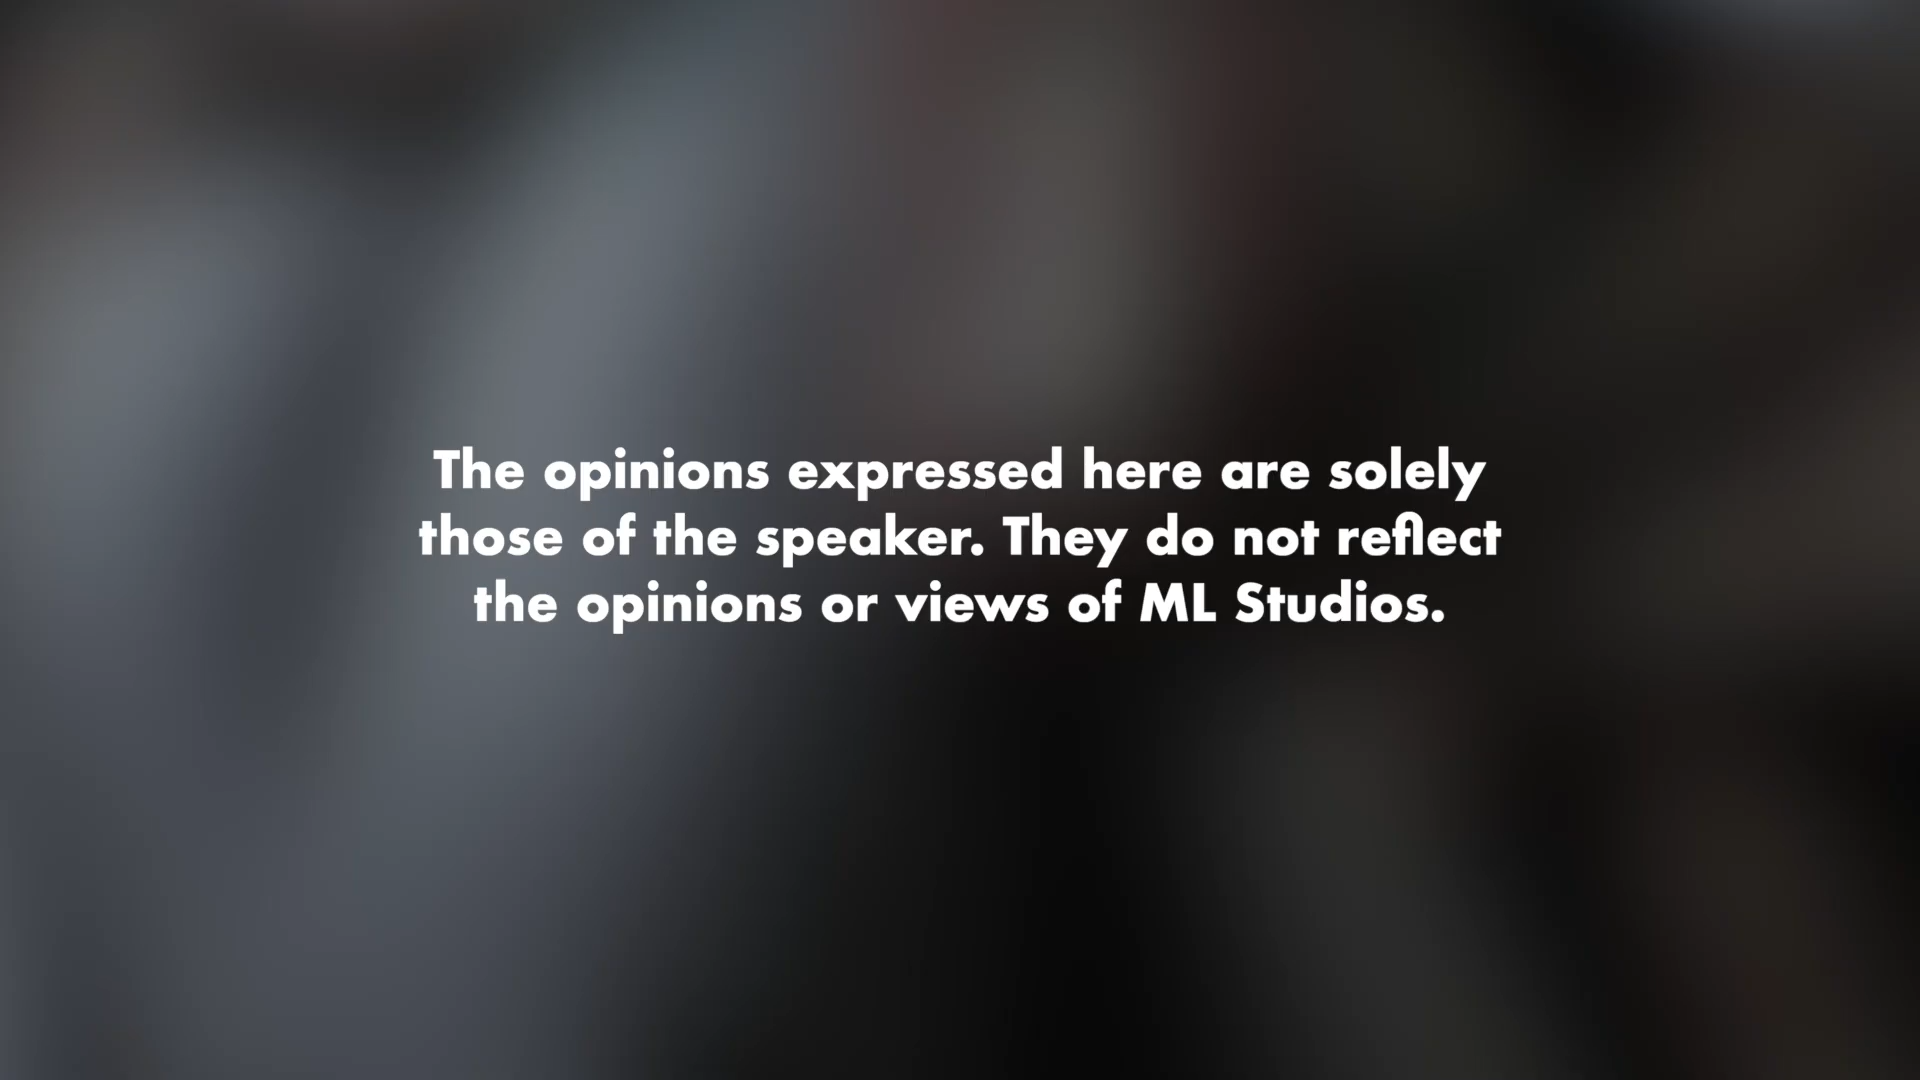 The opinions expressed here are solely
those of the speaker. They do not reflect
the opinions or views of ML Studios.